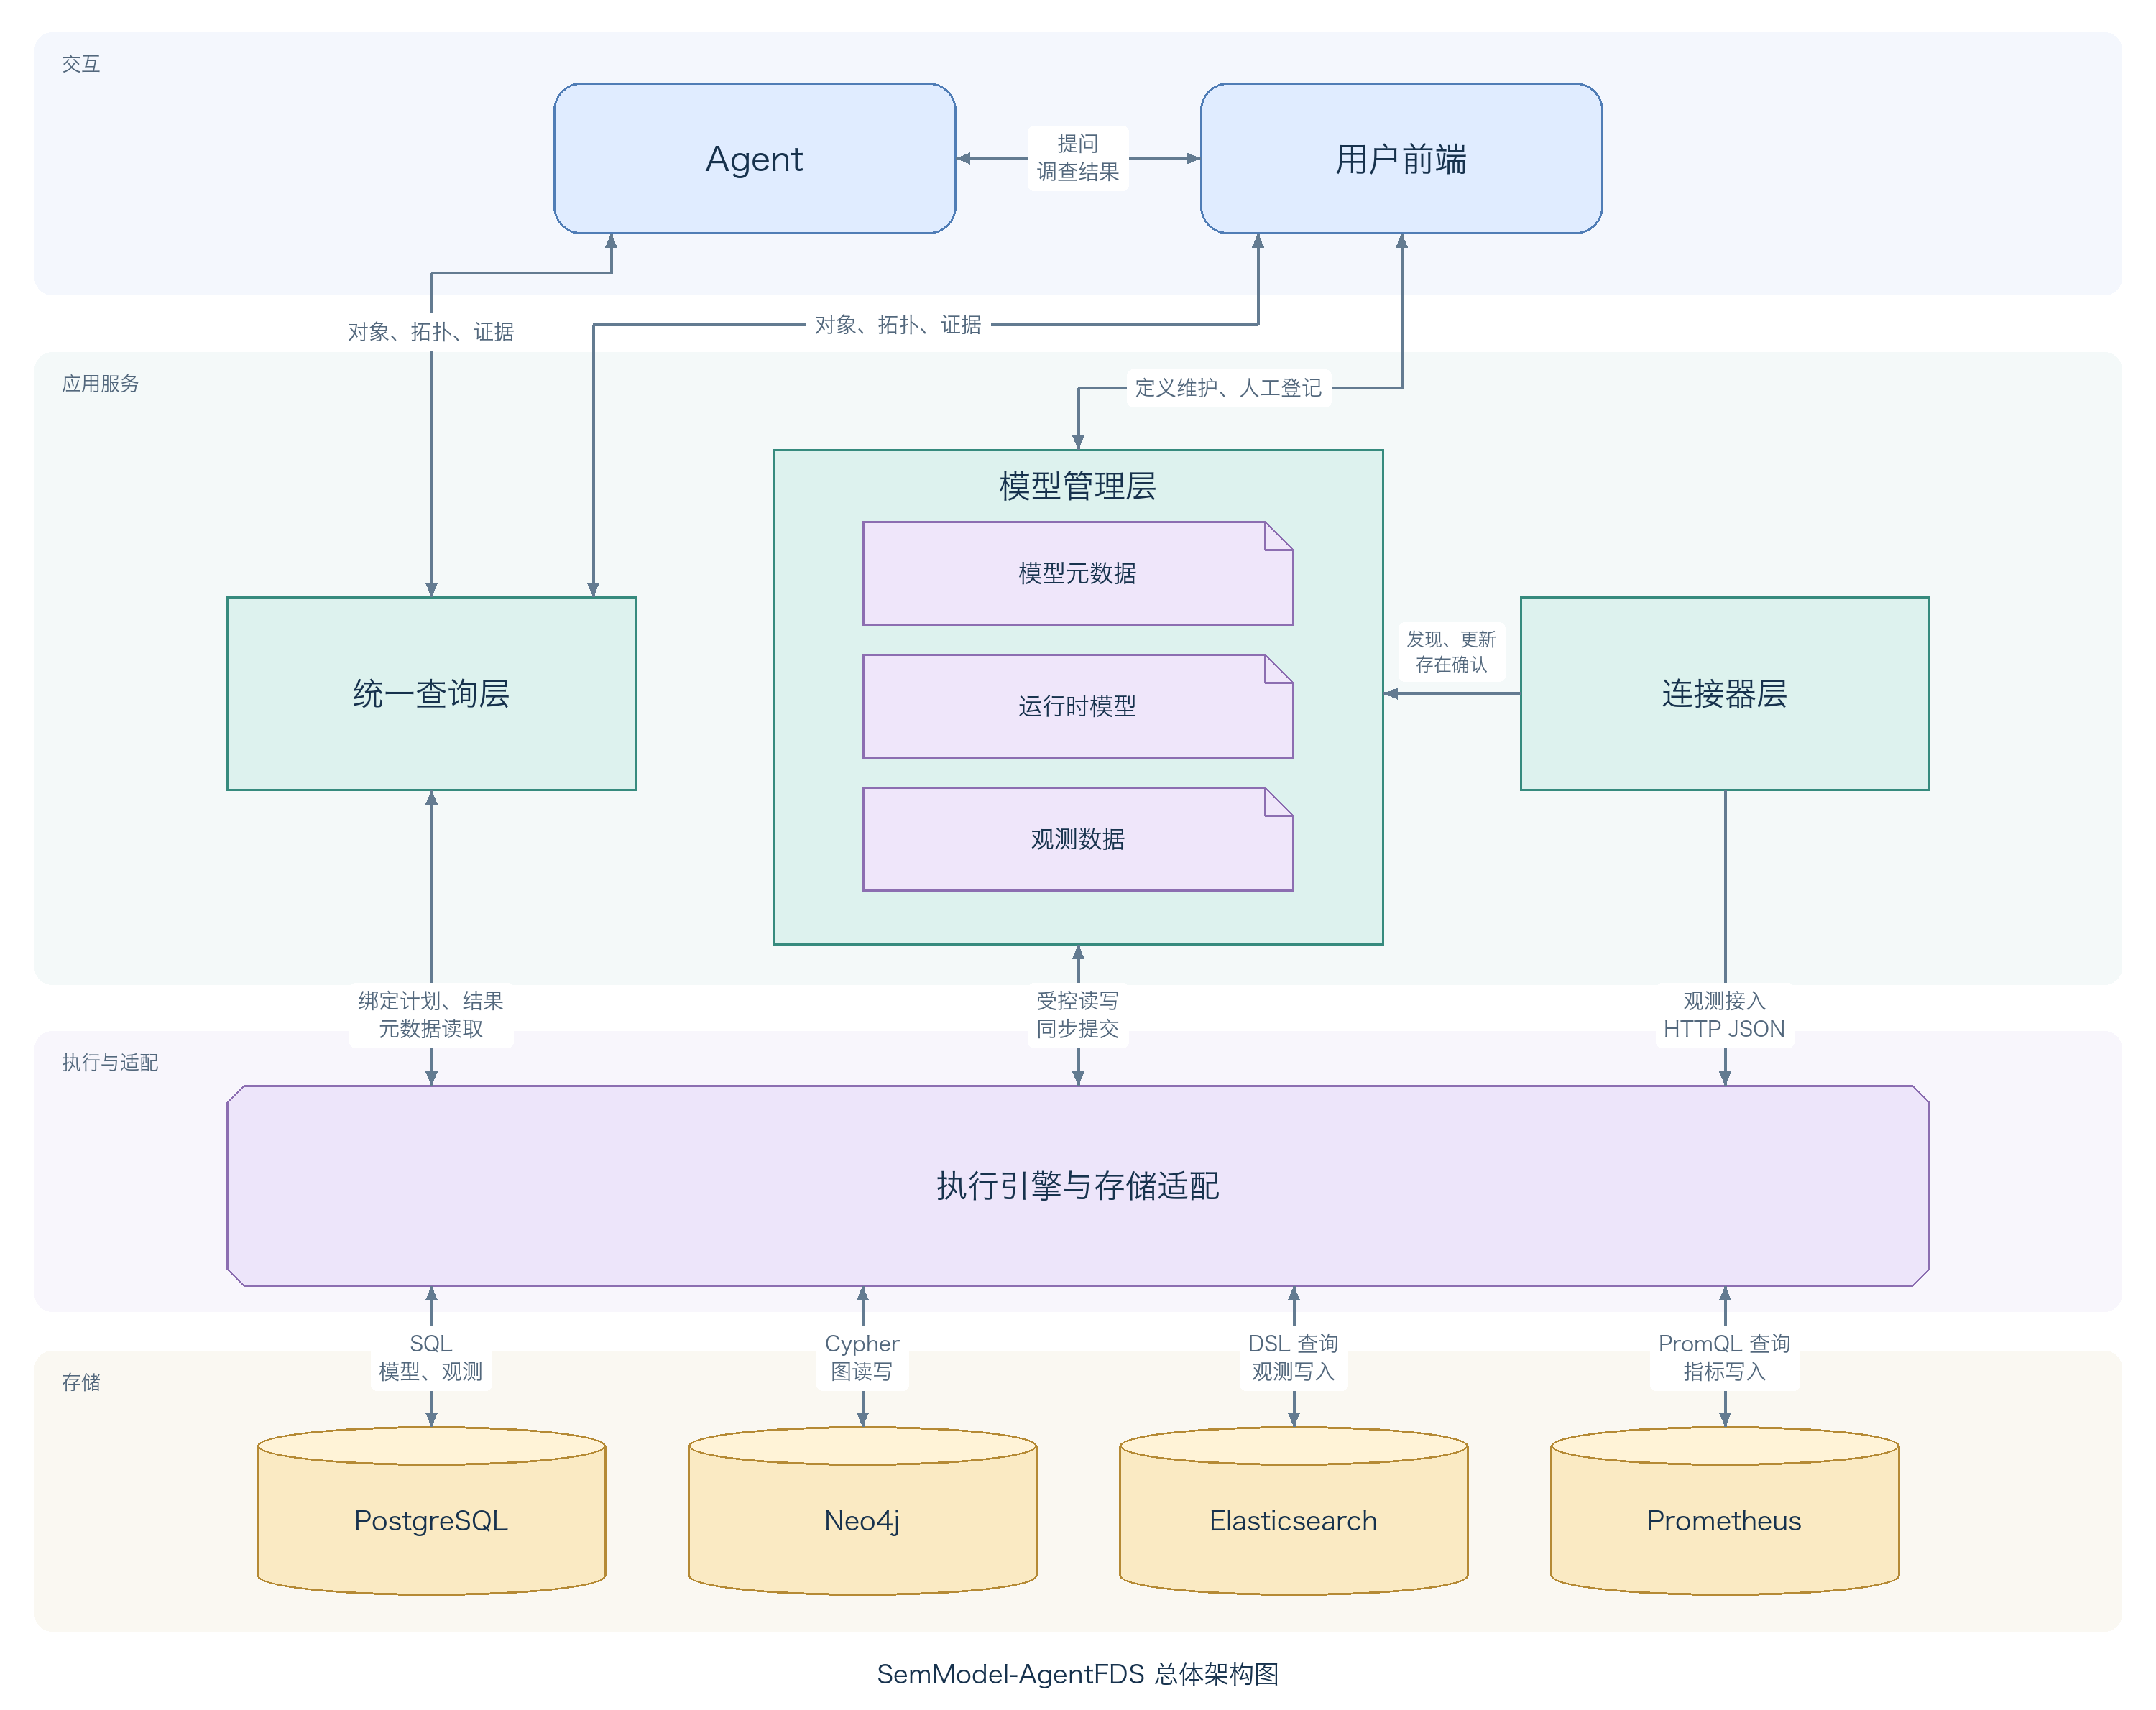 交互
Agent
提问
调查结果
用户前端
对象、拓扑、证据
对象、拓扑、证据
应用服务
定义维护、人工登记
模型管理层
模型元数据
运行时模型
观测数据
统一查询层
发现、更新
存在确认
连接器层
绑定计划、结果
元数据读取
受控读写
同步提交
观测接入
HTTP JSON
执行与适配
执行引擎与存储适配
SQL
模型、观测
Cypher
图读写
DSL 查询
观测写入
PromQL 查询
指标写入
存储
PostgreSQL
Neo4j
Elasticsearch
Prometheus
SemModel-AgentFDS 总体架构图